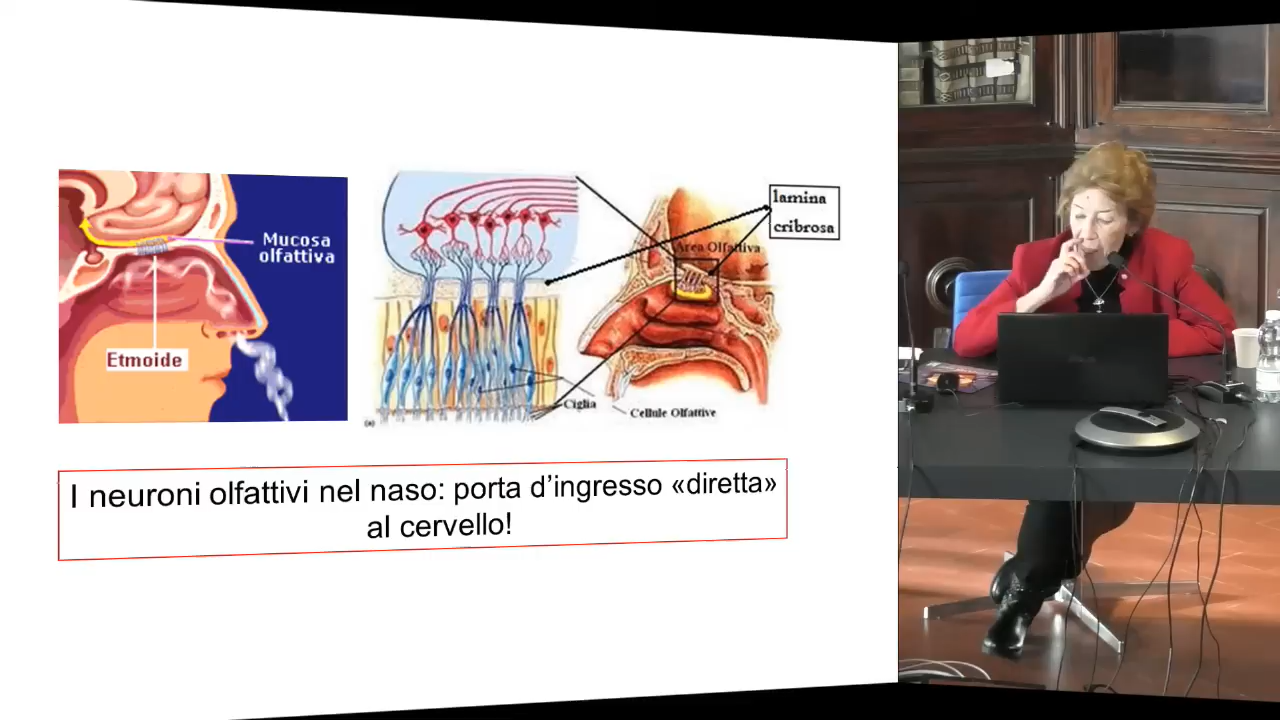 Mucosa
olfattiva
Etmoide
lamina
cribrosa
Area Olfattiva
Ciglia
Cellule Olfattive
(a)
I neuroni olfattivi nel naso: porta d'ingresso «diretta»
al cervello!